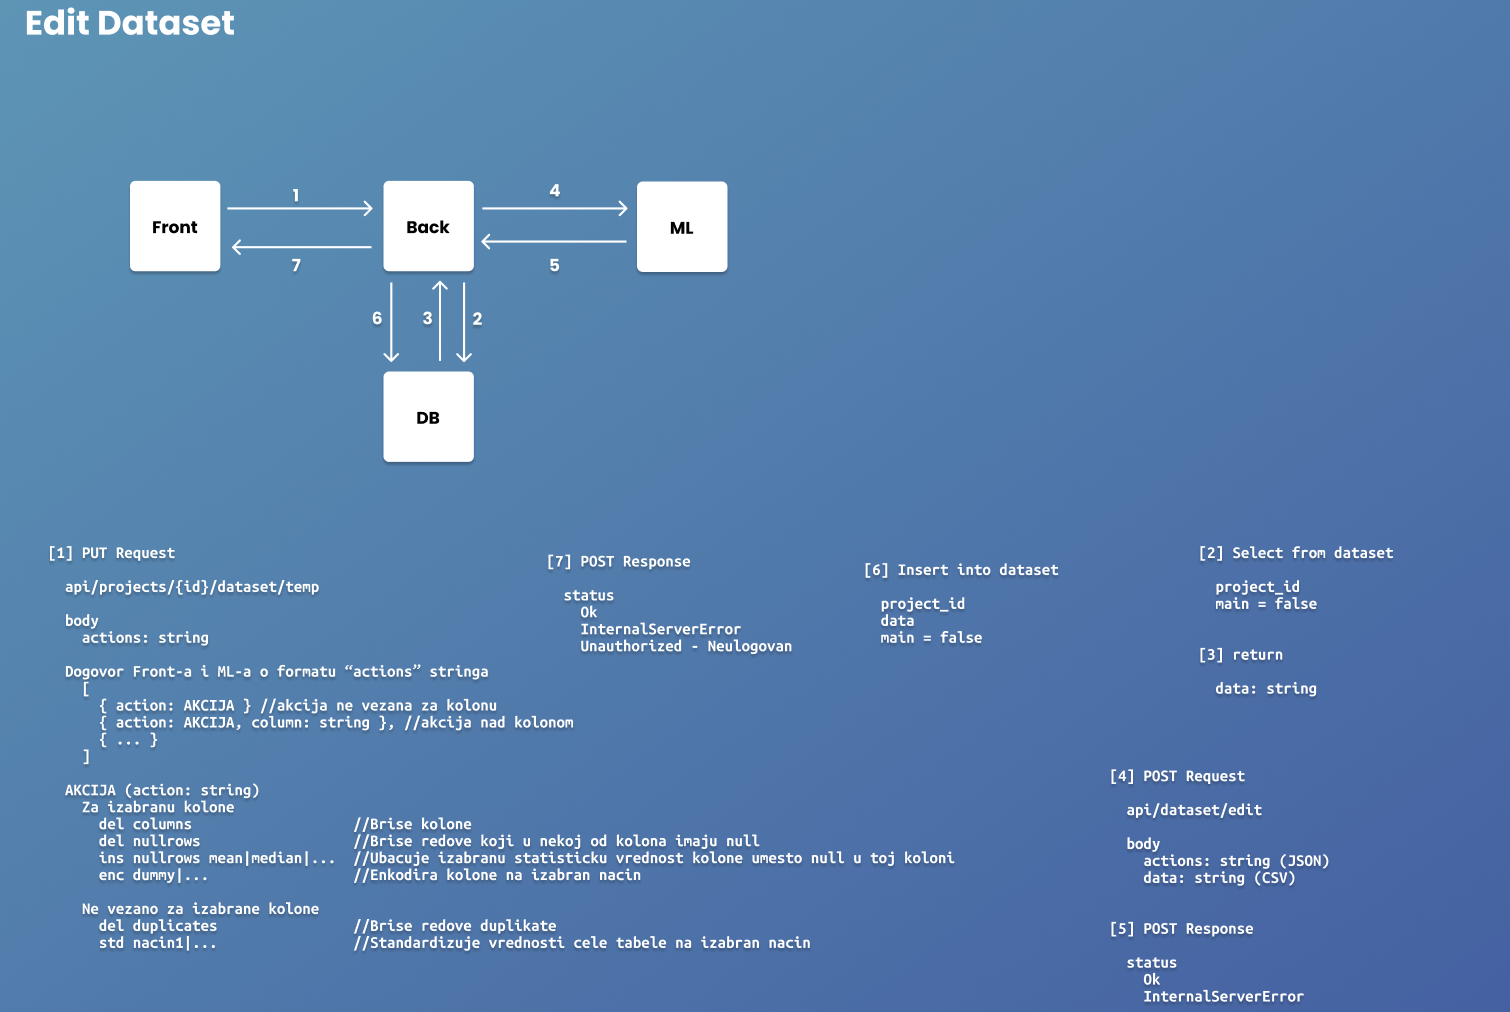 Edit Dataset
1
4
Front
Back
ML
7
5
6
3
2
DB
[1] PUT Request
api/projects/{id}/dataset/temp
body
actions: string
Dogovor Front-a i ML-a o formatu “actions” stringa
[
{ action: AKCIJA } //akcija ne vezana za kolonu
{ action: AKCIJA, column: string }, //akcija nad kolonom
{ ... }
]
AKCIJA (action: string)
Za izabranu kolone
del columns //Brise kolone
del nullrows //Brise redove koji u nekoj od kolona imaju null
ins nullrows mean|median|... //Ubacuje izabranu statisticku vrednost kolone umesto null u toj koloni
enc dummy|... //Enkodira kolone na izabran nacin
Ne vezano za izabrane kolone
del duplicates //Brise redove duplikate
std nacin1|... //Standardizuje vrednosti cele tabele na izabran nacin
[7] POST Response
status
Ok
InternalServerError
Unauthorized - Neulogovan
[6] Insert into dataset
project_id
data
main = false
[2] Select from dataset
project_id
main = false
[3] return
data: string
[4] POST Request
api/dataset/edit
body
actions: string (JSON)
data: string (CSV)
[5] POST Response
status
Ok
InternalServerError